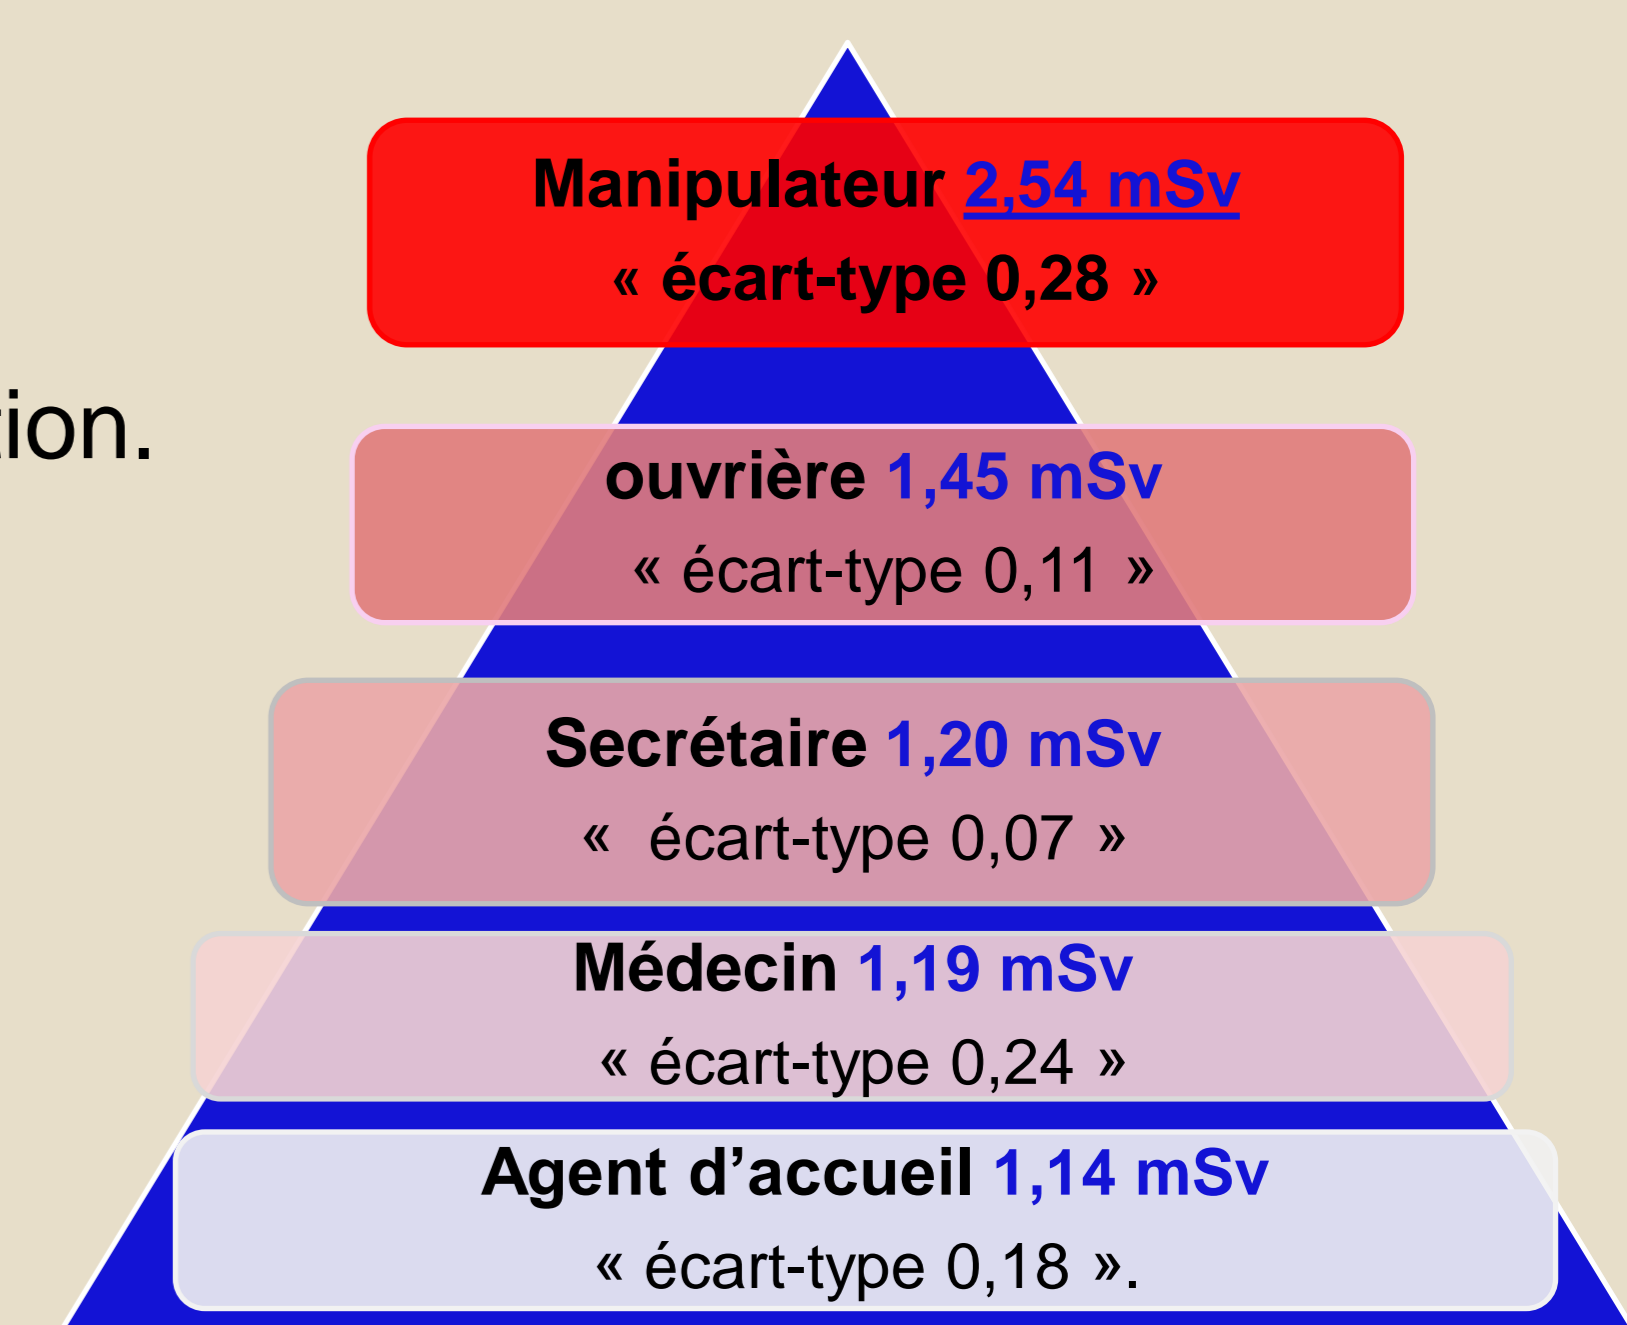 Manipulateur 2,54 mSv
« écart-type 0,28 »
tion.
ouvrière 1,45 mSv
« écart-type 0,11 »
Secrétaire 1,20 mSv
« écart-type 0,07 »
Médecin 1,19 mSv
« écart-type 0,24 »
Agent d’accueil 1,14 mSv
« écart-type 0,18 ».